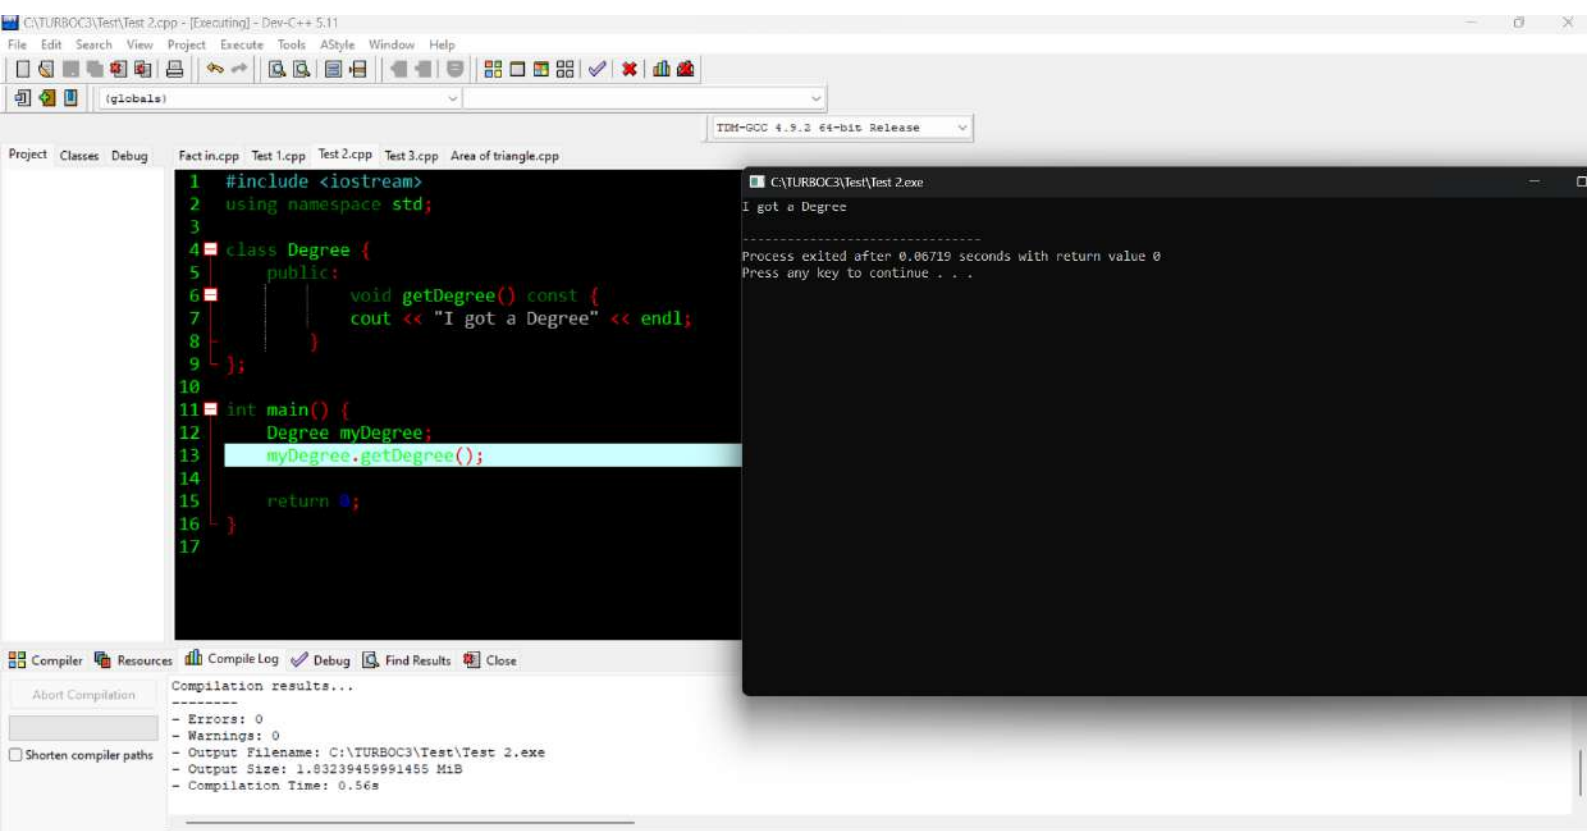 C:\TURBOC3\Test\Test 2.cpp - [Executing] - Dev-C++ 5.11
File Edit Search View Project Execute Tools AStyle Window Help
(globals)
TDM-GCC 4.9.2 64-bit Release
Project Classes Debug
Fact in.cpp Test 1.cpp Test 2.cpp Test 3.cpp Area of triangle.cpp
1 #include <iostream>
2 using namespace std;
3
4 class Degree {
5 public:
6 void getDegree() const {
7 cout << "I got a Degree" << endl;
8 }
9 };
10
11 int main() {
12 Degree myDegree;
13 myDegree.getDegree();
14
15 return 0;
16 }
17
C:\TURBOC3\Test\Test 2.exe
I got a Degree
--------------------------------
Process exited after 0.06719 seconds with return value 0
Press any key to continue . . .
Compiler Resources Compile Log Debug Find Results Close
Abort Compilation
Shorten compiler paths
Compilation results...
--------
- Errors: 0
- Warnings: 0
- Output Filename: C:\TURBOC3\Test\Test 2.exe
- Output Size: 1.83239459991455 MiB
- Compilation Time: 0.56s